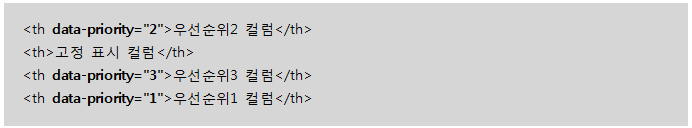 <th data-priority="2">우선순위2 컬럼</th>
<th>고정 표시 컬럼</th>
<th data-priority="3">우선순위3 컬럼</th>
<th data-priority="1">우선순위1 컬럼</th>